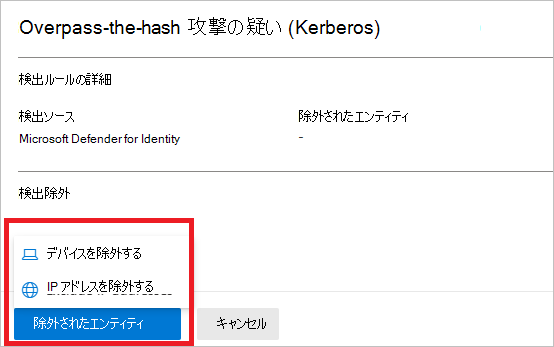 Overpass-the-hash 攻撃の疑い (Kerberos)
検出ルールの詳細
検出ソース
除外されたエンティティ
Microsoft Defender for Identity
-
検出除外
デバイスを除外する
IP アドレスを除外する
除外されたエンティティ
キャンセル